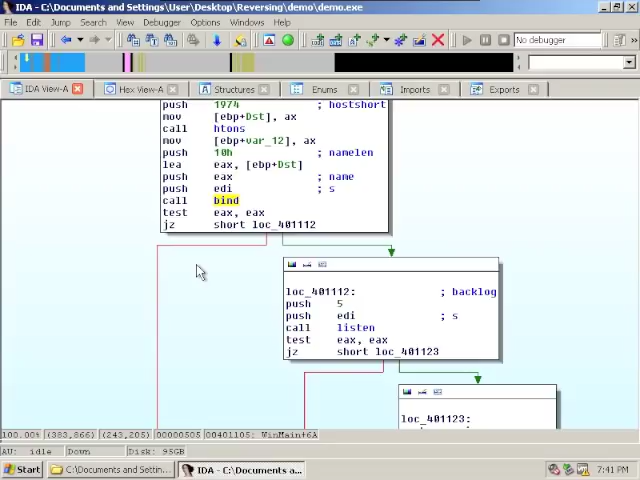 IDA - C:\Documents and Settings\User\Desktop\Reversing\demo\demo.exe
File Edit Jump Search View Debugger Options Windows Help
No debugger
IDA View-A Hex View-A Structures Enums Imports Exports
push 1974 ; hostshort
mov [ebp+Dst], ax
call htons
mov [ebp+var_12], ax
push 10h ; namelen
lea eax, [ebp+Dst]
push eax ; name
push edi ; s
call bind
test eax, eax
jz short loc_401112
loc_401112: ; backlog
push 5
push edi ; s
call listen
test eax, eax
jz short loc_401123
loc_401123:
100.00% (383,866) (243,205) 00000505 00401105: WinMain+6A
AU: idle Down Disk: 95GB
Start C:\Documents and Settin... IDA - C:\Documents a... 7:41 PM